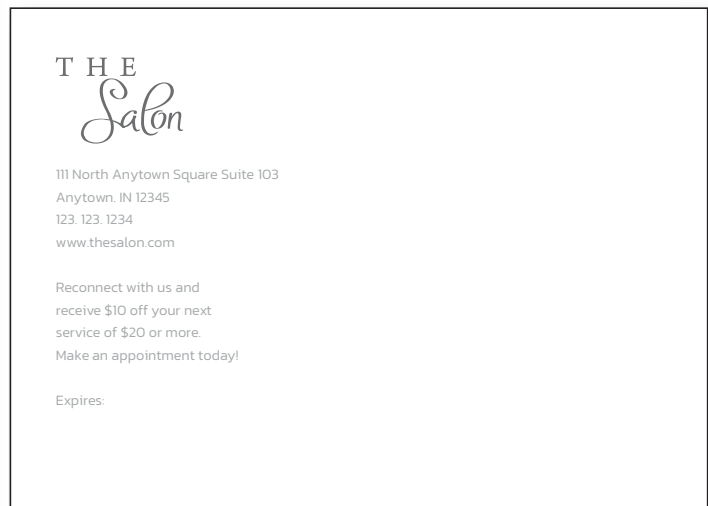 THE
Salon
111 North Anytown Square Suite 103
Anytown. IN 12345
123. 123. 1234
www.thesalon.com
Reconnect with us and
receive $10 off your next
service of $20 or more.
Make an appointment today!
Expires: